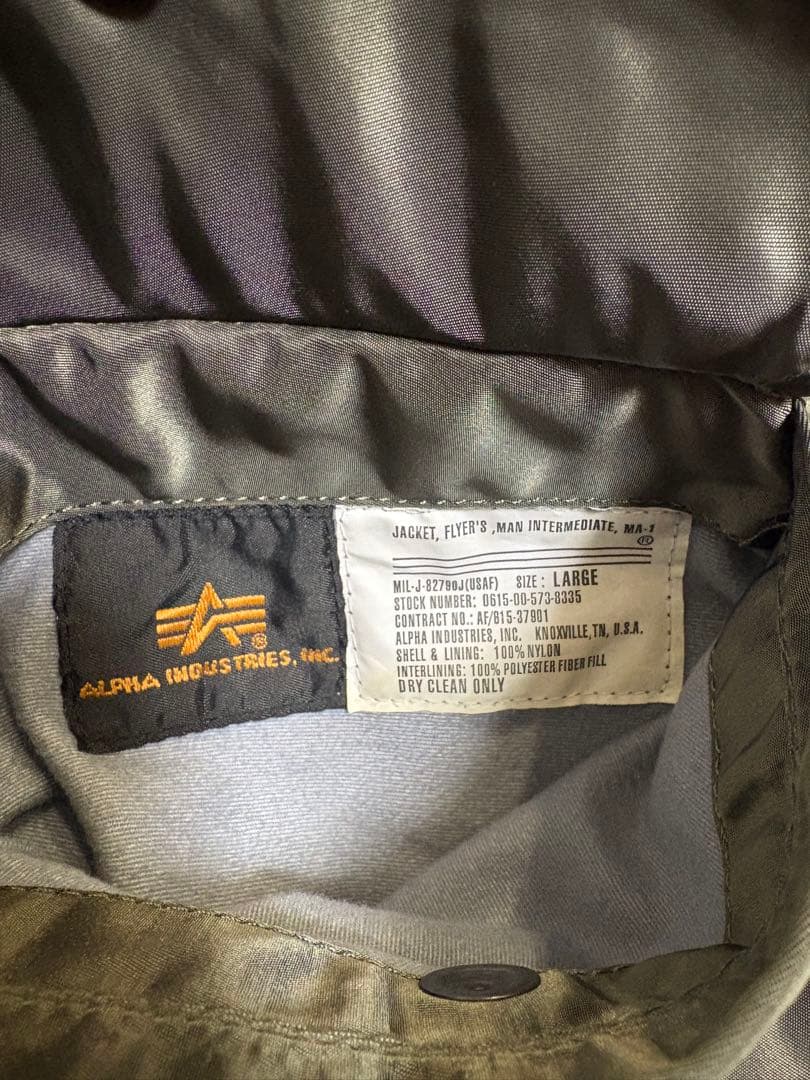 ALPHA INDUSTRIES, INC.
®
JACKET, FLYER'S ,MAN INTERMEDIATE, MA-1
MIL-J-82790J(USAF) SIZE: LARGE
STOCK NUMBER: 0615-00-573-8335
CONTRACT NO.: AF/815-37901
ALPHA INDUSTRIES, INC. KNOXVILLE, TN, U.S.A.
SHELL & LINING: 100% NYLON
INTERLINING: 100% POLYESTER FIBER FILL
DRY CLEAN ONLY